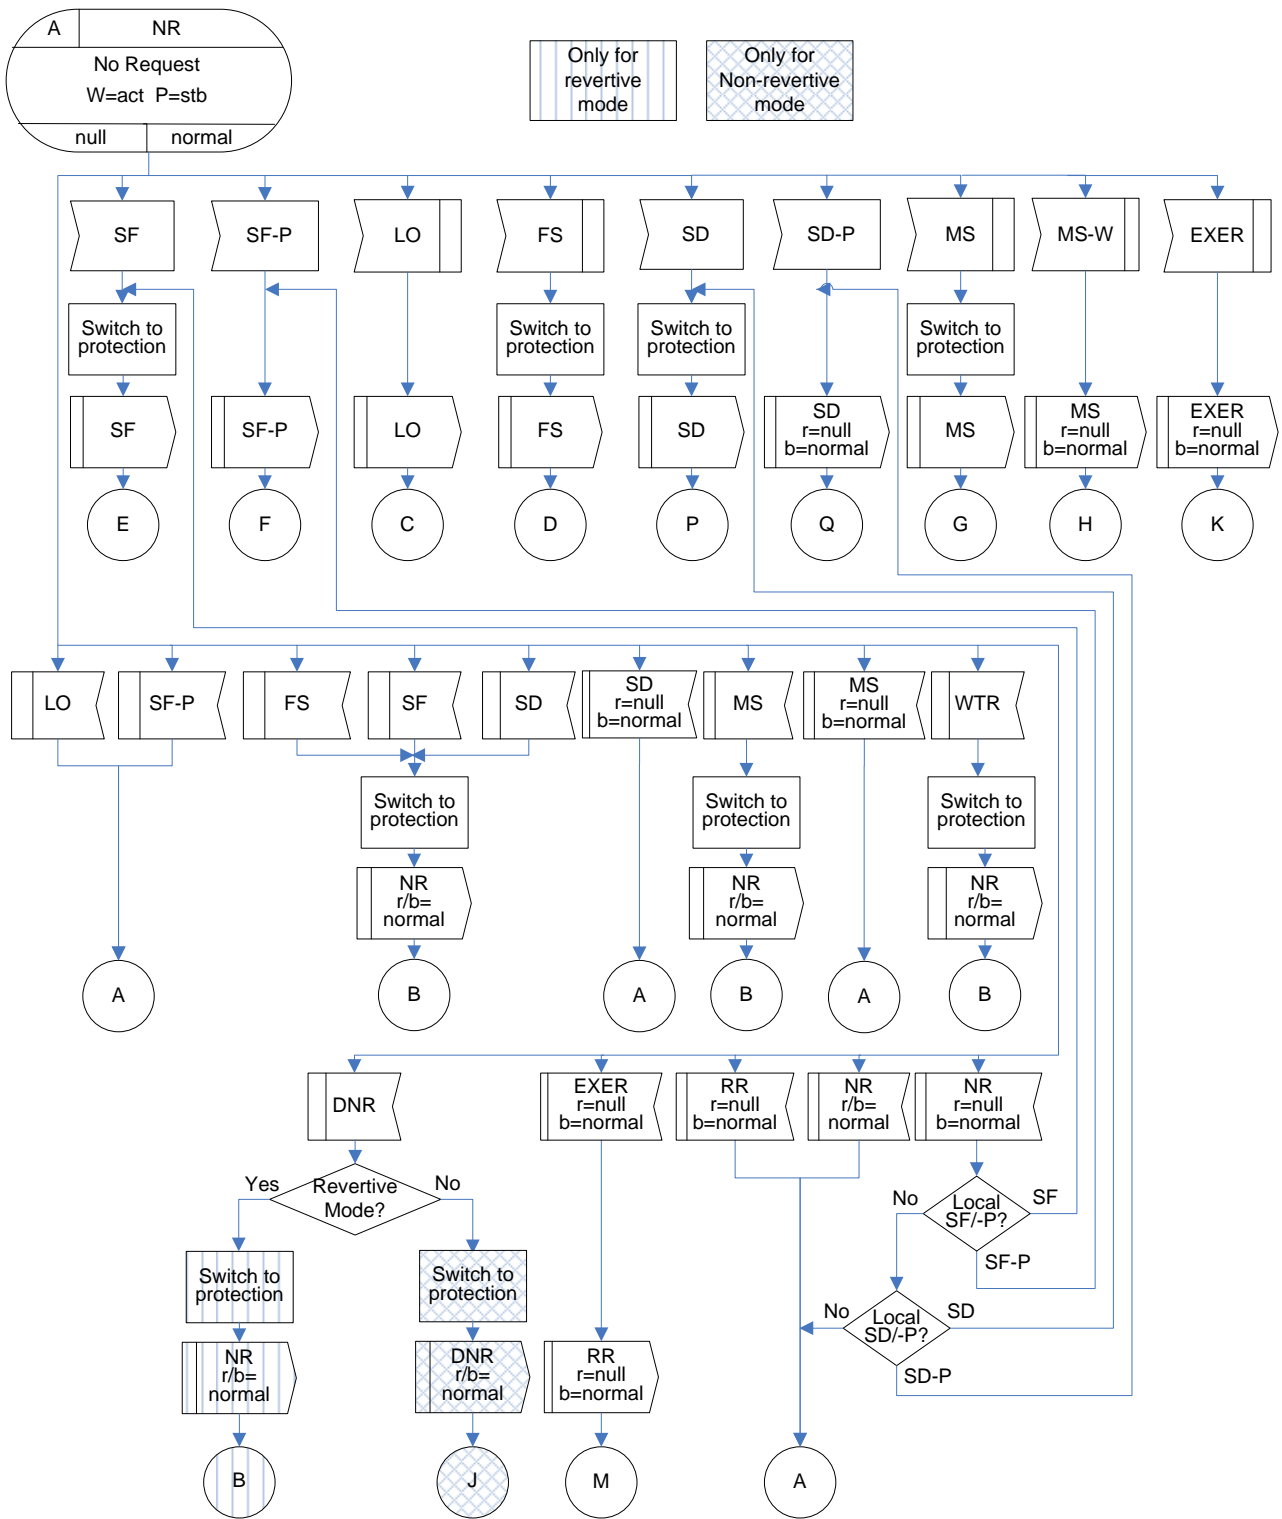 A
NR
No Request
W=act P=stb
null
normal
Only for
revertive
mode
Only for
Non-revertive
mode
SF
SF-P
LO
FS
SD
SD-P
MS
MS-W
EXER
Switch to
protection
Switch to
protection
Switch to
protection
Switch to
protection
SF
SF-P
LO
FS
SD
SD
r=null
b=normal
MS
MS
r=null
b=normal
EXER
r=null
b=normal
E
F
C
D
P
Q
G
H
K
LO
SF-P
FS
SF
SD
SD
r=null
b=normal
MS
MS
r=null
b=normal
WTR
Switch to
protection
Switch to
protection
Switch to
protection
NR
r/b=
normal
NR
r/b=
normal
NR
r/b=
normal
A
B
A
B
A
B
DNR
EXER
r=null
b=normal
RR
r=null
b=normal
NR
r/b=
normal
NR
r=null
b=normal
Yes
Revertive
Mode?
No
No
Local
SF/-P?
SF
SF-P
Switch to
protection
Switch to
protection
No
Local
SD/-P?
SD
SD-P
NR
r/b=
normal
DNR
r/b=
normal
RR
r=null
b=normal
B
J
M
A